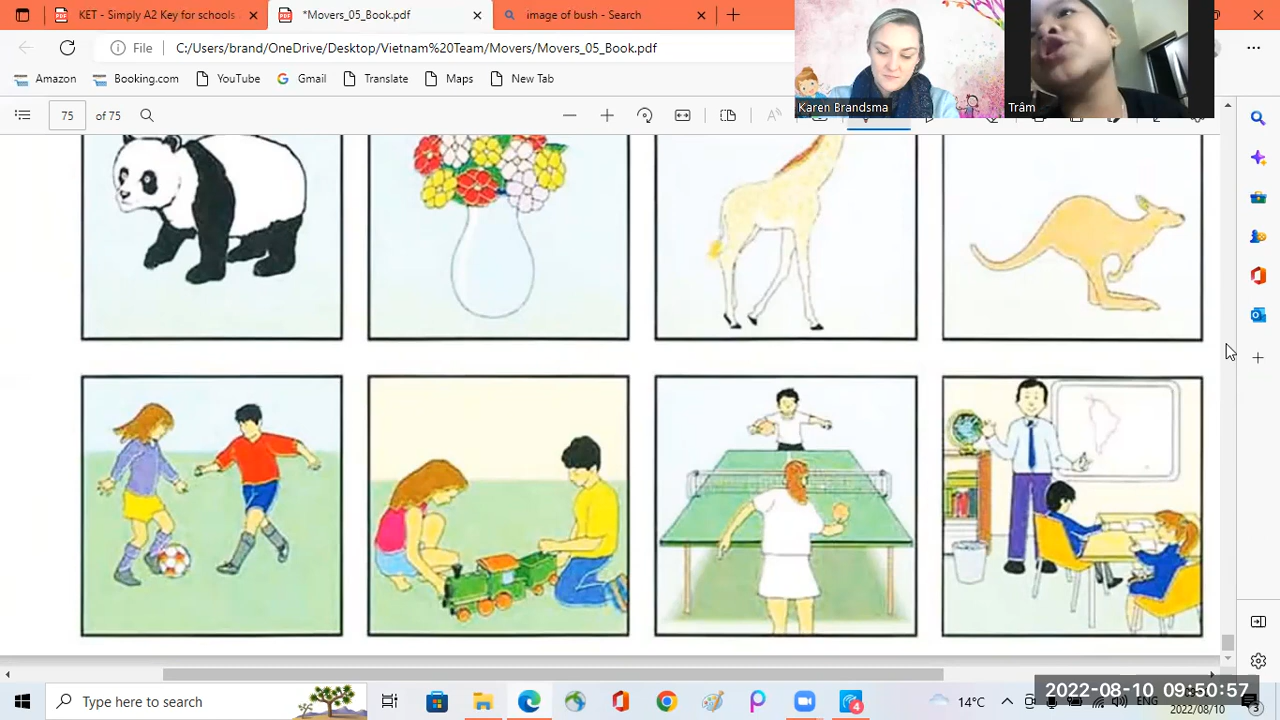 KET - Simply A2 Key for schools
*Movers_05_Book.pdf
image of bush - Search
File
C:/Users/brand/OneDrive/Desktop/Vietnam%20Team/Movers/Movers_05_Book.pdf
Amazon
Booking.com
YouTube
Gmail
Translate
Maps
New Tab
Karen Brandsma
Trâm
75 of 75
Type here to search
4
14°C
ENG
2022-08-10 09:50:57
2022/08/10
3